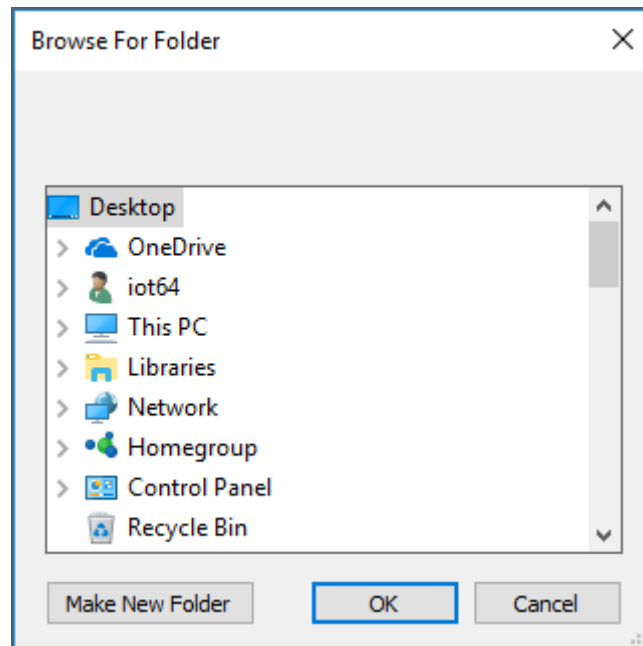 Browse For Folder
Desktop
OneDrive
iot64
This PC
Libraries
Network
Homegroup
Control Panel
Recycle Bin
Make New Folder OK Cancel